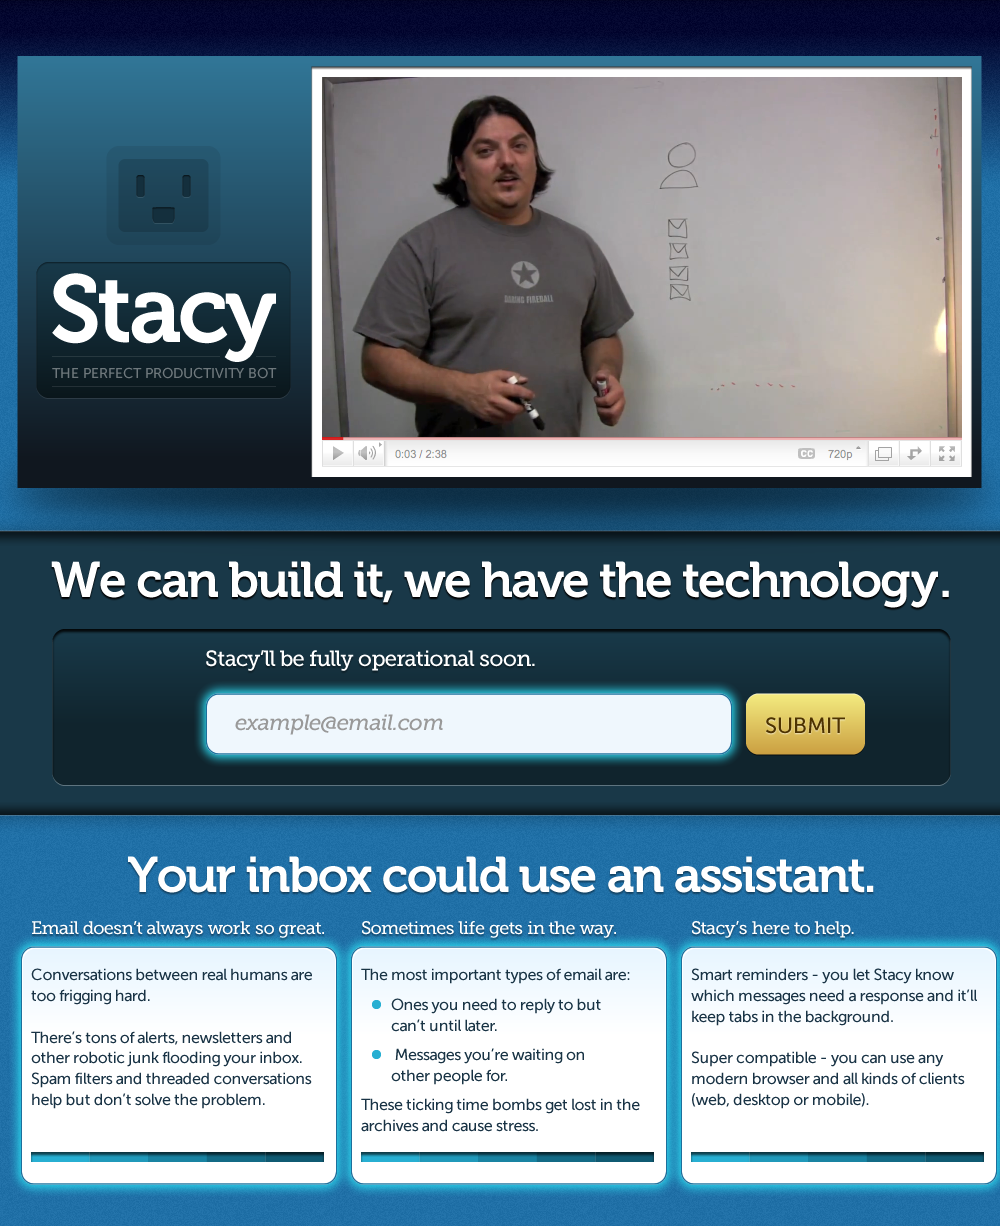 DARING FIREBALL
Stacy
THE PERFECT PRODUCTIVITY BOT
0:03 / 2:38
CC
720p
We can build it, we have the technology.
Stacy’ll be fully operational soon.
example@email.com
SUBMIT
Your inbox could use an assistant.
Email doesn’t always work so great.
Conversations between real humans are
too frigging hard.
There’s tons of alerts, newsletters and
other robotic junk flooding your inbox.
Spam filters and threaded conversations
help but don’t solve the problem.
Sometimes life gets in the way.
The most important types of email are:
Ones you need to reply to but
can’t until later.
Messages you’re waiting on
other people for.
These ticking time bombs get lost in the
archives and cause stress.
Stacy’s here to help.
Smart reminders - you let Stacy know
which messages need a response and it’ll
keep tabs in the background.
Super compatible - you can use any
modern browser and all kinds of clients
(web, desktop or mobile).